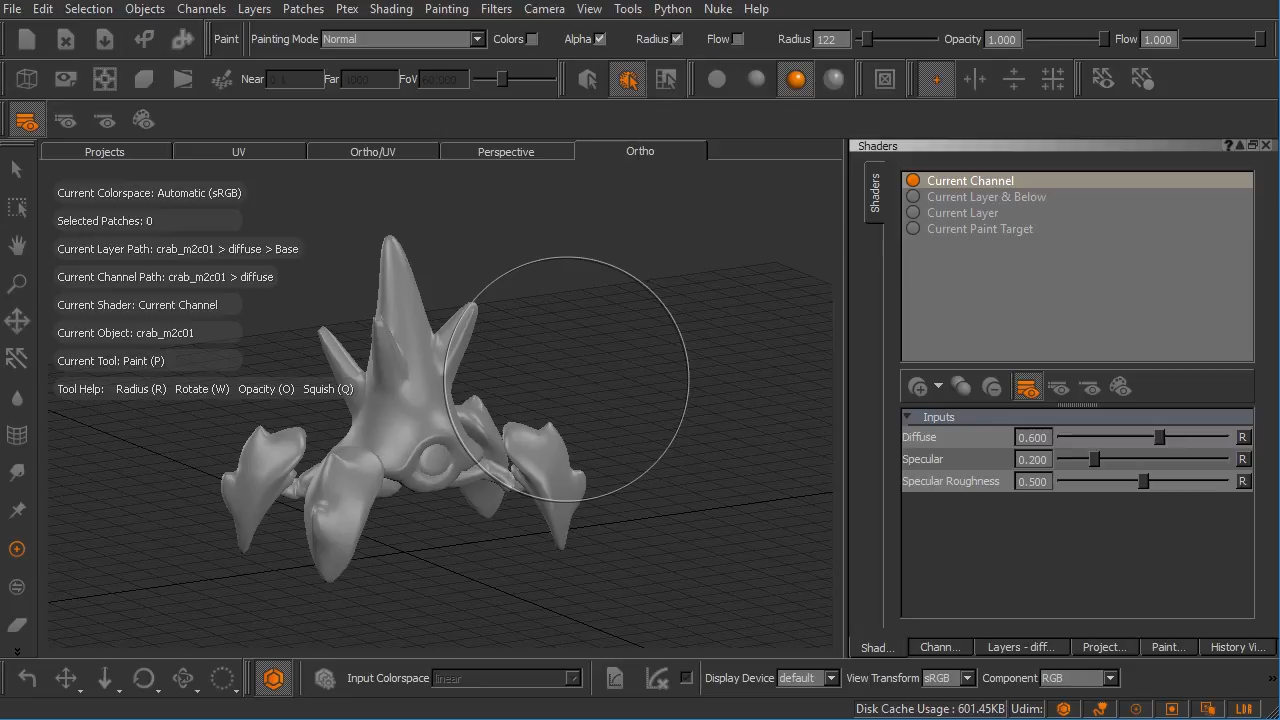 File Edit Selection Objects Channels Layers Patches Ptex Shading Painting Filters Camera View Tools Python Nuke Help
Paint Painting Mode Normal Colors Alpha Radius Flow Radius 122 Opacity 1.000 Flow 1.000
Near 0.1 Far 1000 FoV
Projects UV Ortho/UV Perspective Ortho
Shaders
Shaders
Current Colorspace: Automatic (sRGB)
Selected Patches: 0
Current Layer Path: crab_m2c01 > diffuse > Base
Current Channel Path: crab_m2c01 > diffuse
Current Shader: Current Channel
Current Object: crab_m2c01
Current Tool: Paint (P)
Tool Help: Radius (R) Rotate (W) Opacity (O) Squish (Q)
Current Channel
Current Layer & Below
Current Layer
Current Paint Target
Inputs
Diffuse 0.600 R
Specular 0.200 R
Specular Roughness 0.500 R
Shad... Chann... Layers - diff... Project... Paint... History Vi...
Input Colorspace linear Display Device default View Transform sRGB Component RGB
Disk Cache Usage : 601.45KB Udim: LDR